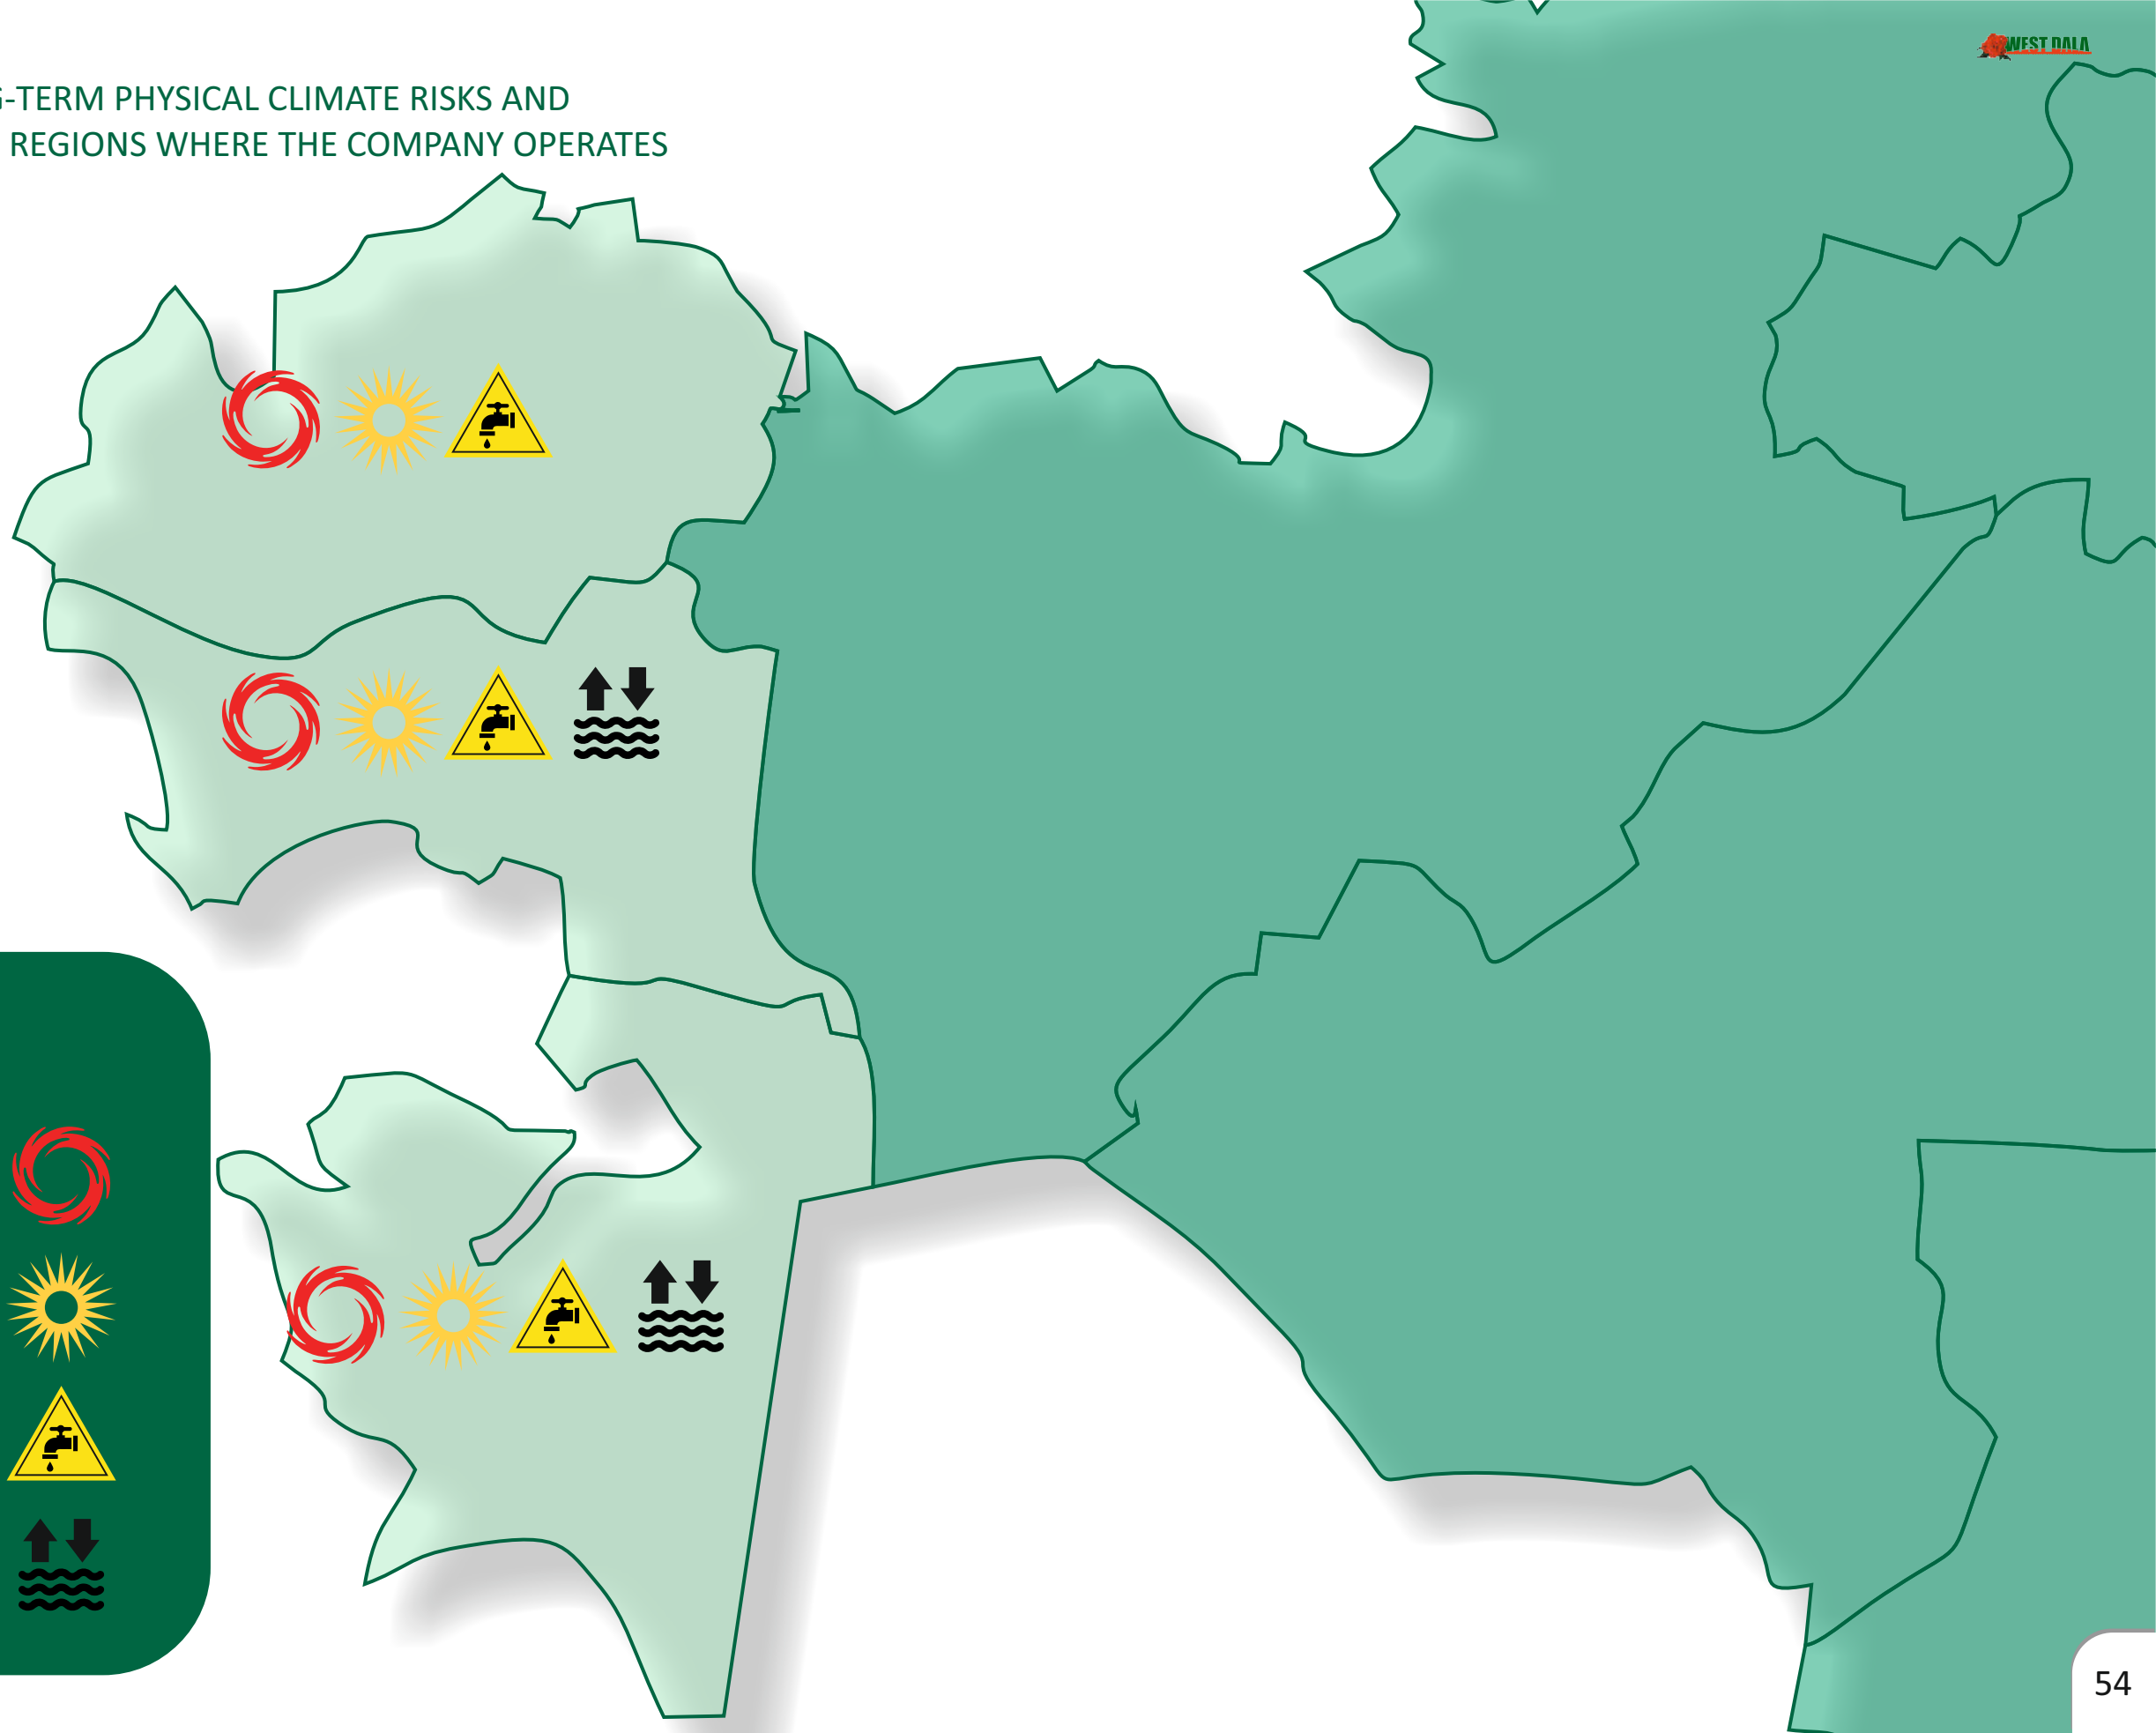 -TERM PHYSICAL CLIMATE RISKS AND
REGIONS WHERE THE COMPANY OPERATES
WEST DALA
54